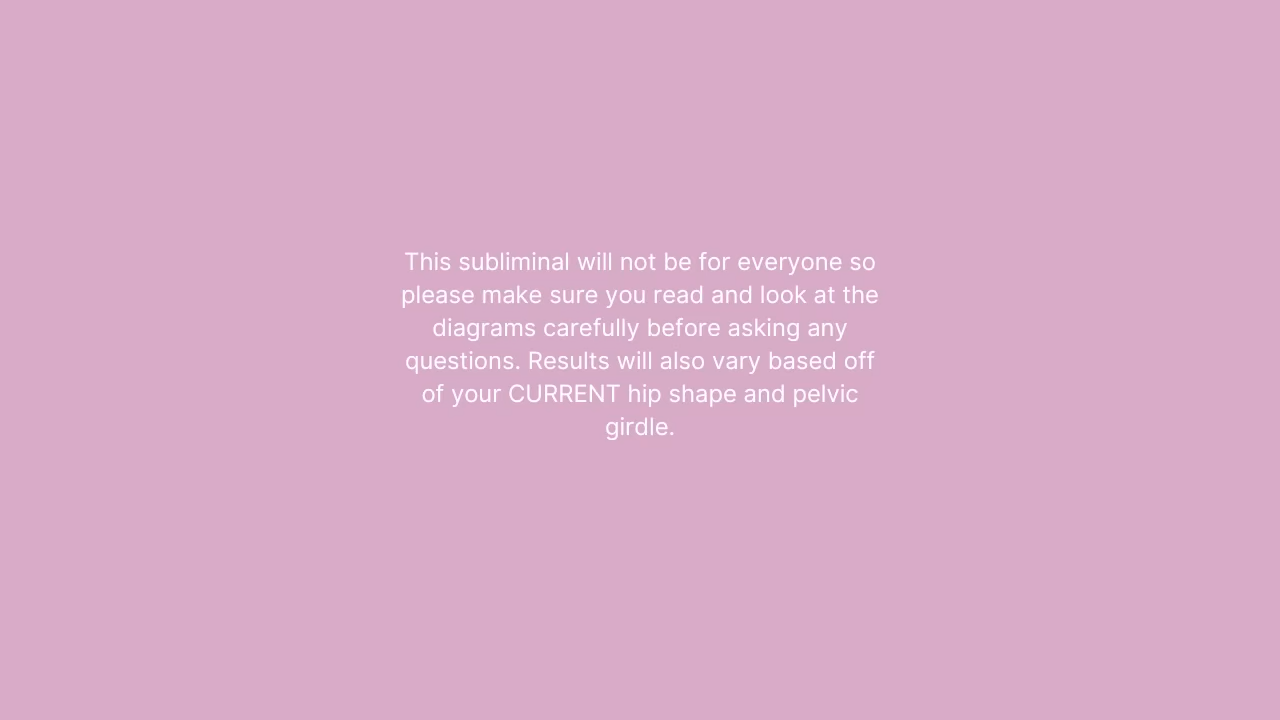 This subliminal will not be for everyone so
please make sure you read and look at the
diagrams carefully before asking any
questions. Results will also vary based off
of your CURRENT hip shape and pelvic
girdle.